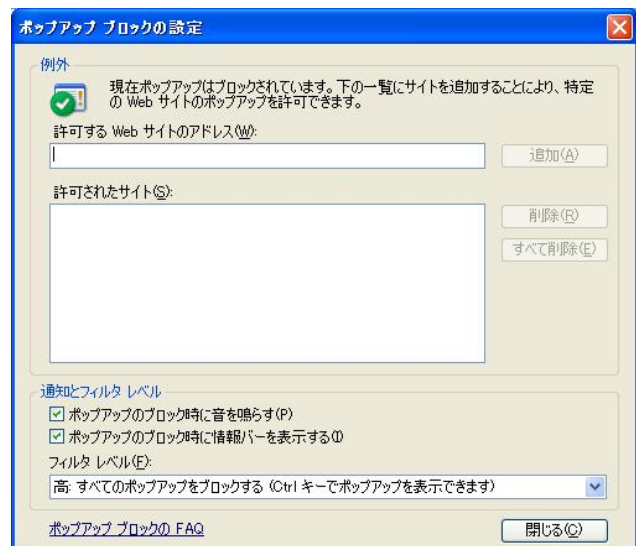 ポップアップ ブロックの設定
例外
現在ポップアップはブロックされています。下の一覧にサイトを追加することにより、特定
の Web サイトのポップアップを許可できます。
許可する Web サイトのアドレス(W):
追加(A)
許可されたサイト(S):
削除(R)
すべて削除(E)
通知とフィルタ レベル
ポップアップのブロック時に音を鳴らす(P)
ポップアップのブロック時に情報バーを表示する(I)
フィルタ レベル(F):
高: すべてのポップアップをブロックする (Ctrl キーでポップアップを表示できます)
ポップアップ ブロックの FAQ
閉じる(C)